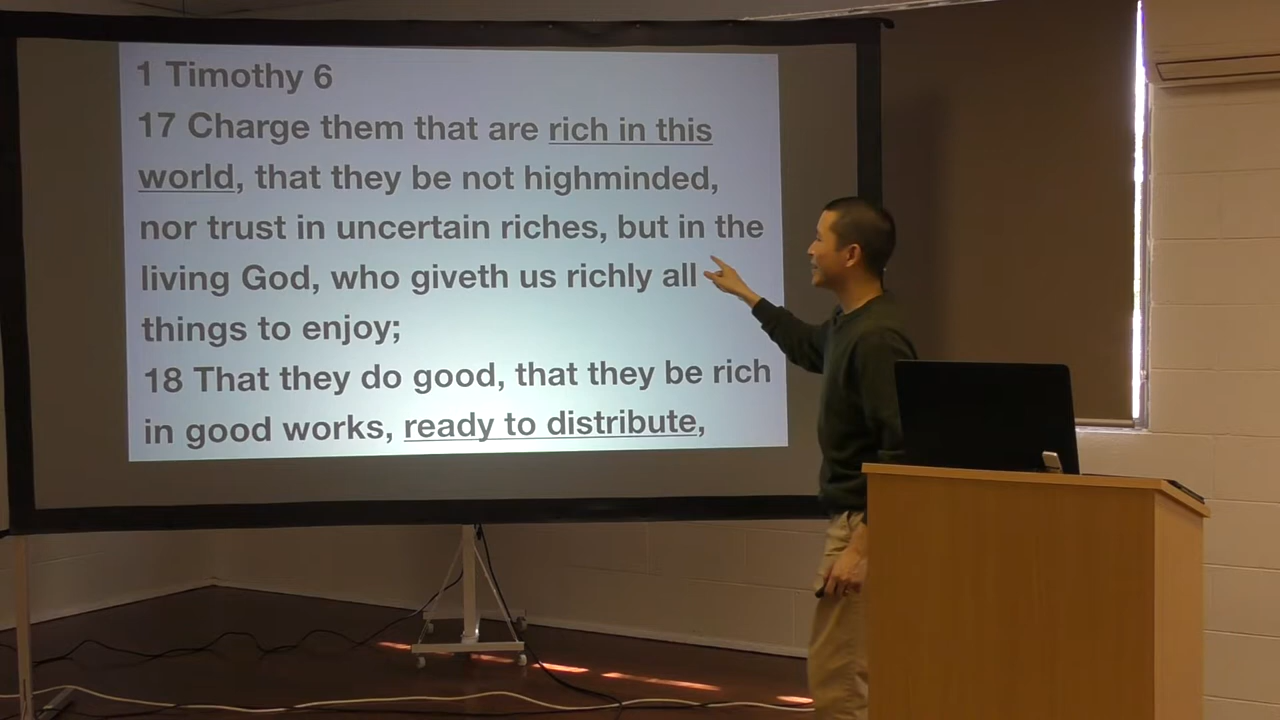 1 Timothy 6
17 Charge them that are rich in this
world, that they be not highminded,
nor trust in uncertain riches, but in the
living God, who giveth us richly all
things to enjoy;
18 That they do good, that they be rich
in good works, ready to distribute,